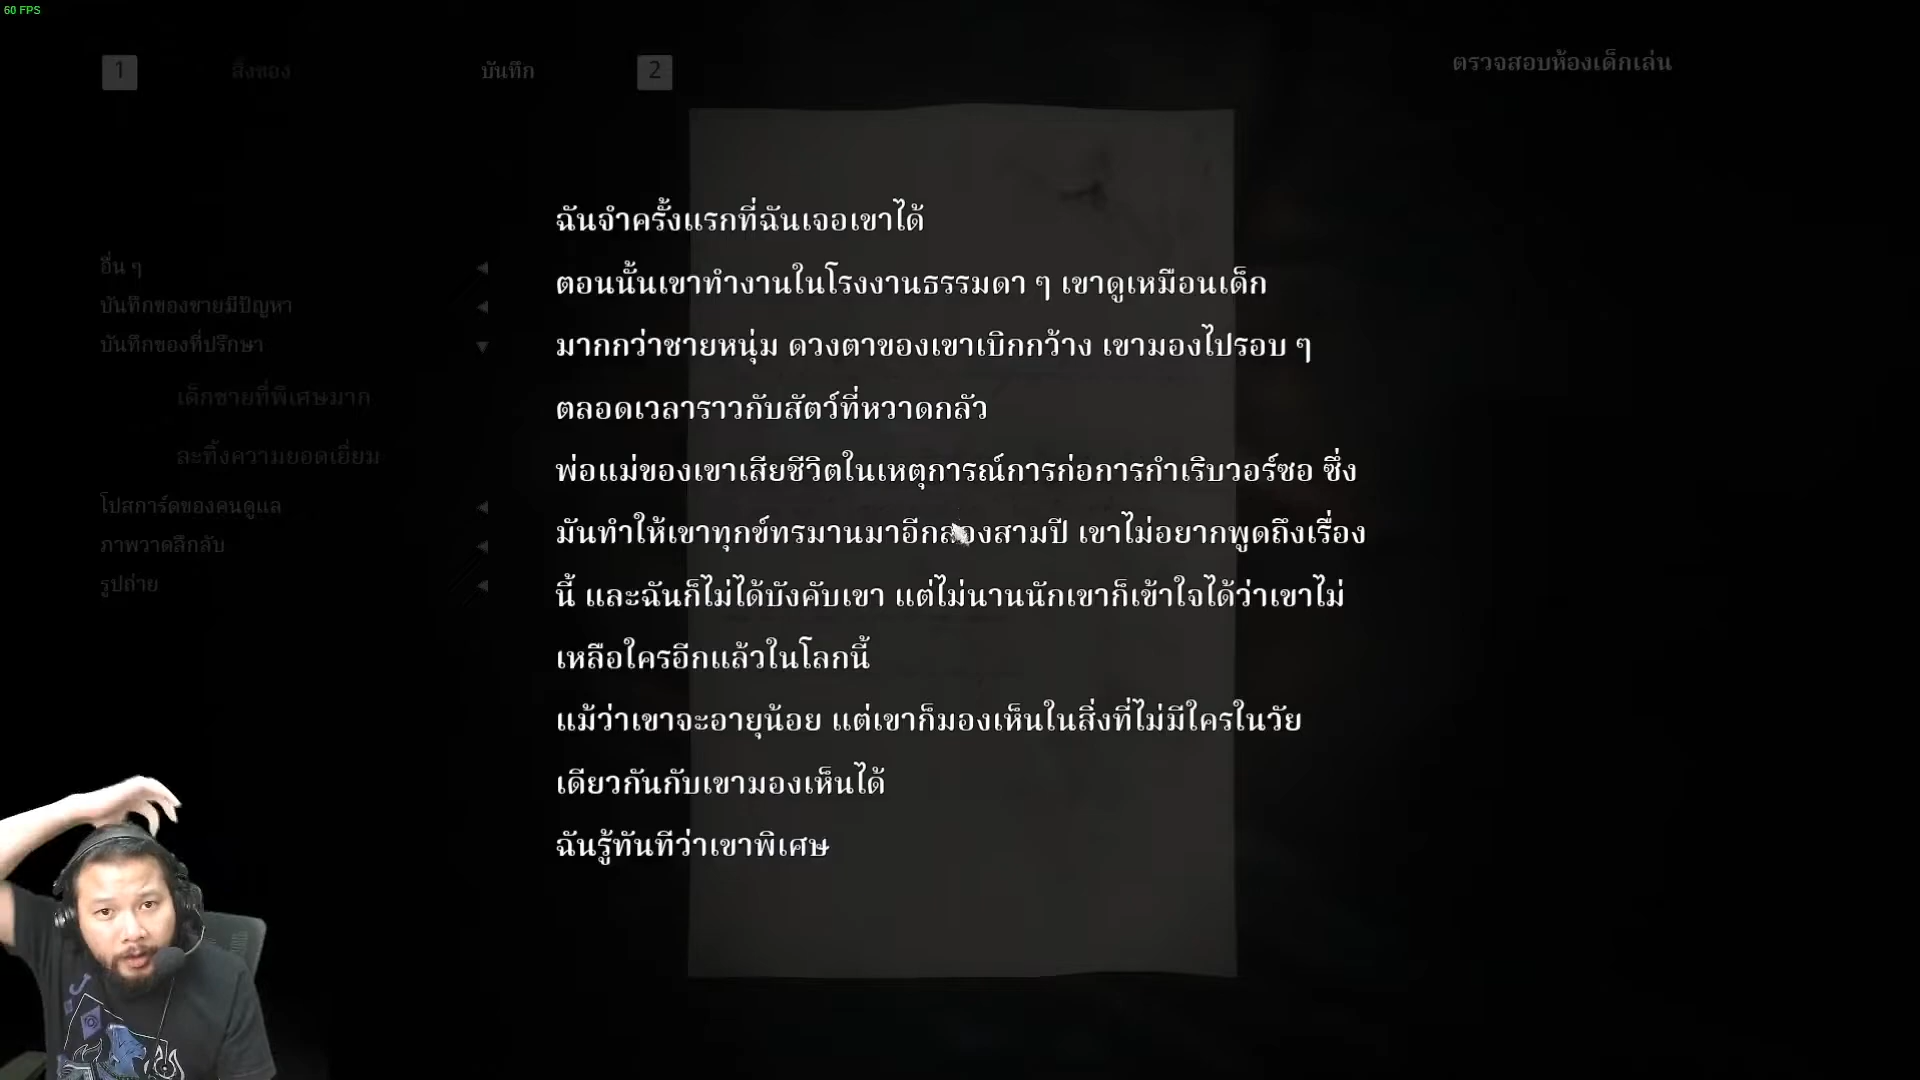 60 FPS
1
สิ่งของ
บันทึก
2
ตรวจสอบห้องเด็กเล่น
อื่น ๆ
บันทึกของชายมีปัญหา
บันทึกของที่ปรึกษา
เด็กชายที่พิเศษมาก
ละทิ้งความยอดเยี่ยม
โปสการ์ดของคนดูแล
ภาพวาดลึกลับ
รูปถ่าย
ฉันจำครั้งแรกที่ฉันเจอเขาได้
ตอนนั้นเขาทำงานในโรงงานธรรมดา ๆ เขาดูเหมือนเด็ก
มากกว่าชายหนุ่ม ดวงตาของเขาเบิกกว้าง เขามองไปรอบ ๆ
ตลอดเวลาราวกับสัตว์ที่หวาดกลัว
พ่อแม่ของเขาเสียชีวิตในเหตุการณ์การก่อการกำเริบวอร์ซอ ซึ่ง
มันทำให้เขาทุกข์ทรมานมาอีกสองสามปี เขาไม่อยากพูดถึงเรื่อง
นี้ และฉันก็ไม่ได้บังคับเขา แต่ไม่นานนักเขาก็เข้าใจได้ว่าเขาไม่
เหลือใครอีกแล้วในโลกนี้
แม้ว่าเขาจะอายุน้อย แต่เขาก็มองเห็นในสิ่งที่ไม่มีใครในวัย
เดียวกันกับเขามองเห็นได้
ฉันรู้ทันทีว่าเขาพิเศษ